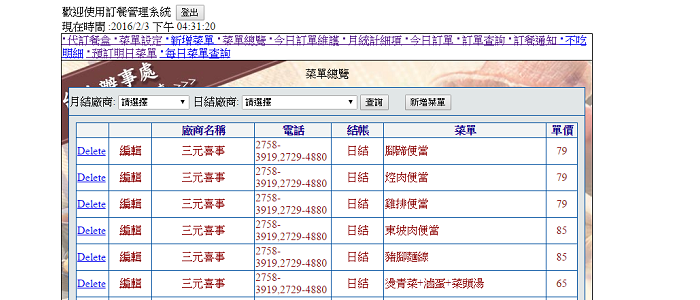 歡迎使用訂餐管理系統 登出
現在時間 :2016/2/3 下午 04:31:20
*代訂餐盒 *菜單設定 *新增菜單 *菜單總覽 *今日訂單維護 *月統計細項 *今日訂單 *訂單查詢 *訂餐通知 *不吃
明細 *預訂明日菜單 *每日菜單查詢
辦事處
>>>
菜單總覽
月結廠商: 請選擇 日結廠商: 請選擇 查詢 新增菜單
廠商名稱 電話 結帳 菜單 單價
Delete 編輯 三元喜事 2758-3919,2729-4880 日結 腳蹄便當 79
Delete 編輯 三元喜事 2758-3919,2729-4880 日結 焢肉便當 79
Delete 編輯 三元喜事 2758-3919,2729-4880 日結 雞排便當 79
Delete 編輯 三元喜事 2758-3919,2729-4880 日結 東坡肉便當 85
Delete 編輯 三元喜事 2758-3919,2729-4880 日結 豬腳麵線 85
Delete 編輯 三元喜事 2758-3919,2729-4880 日結 燙青菜+滷蛋+菜頭湯 65